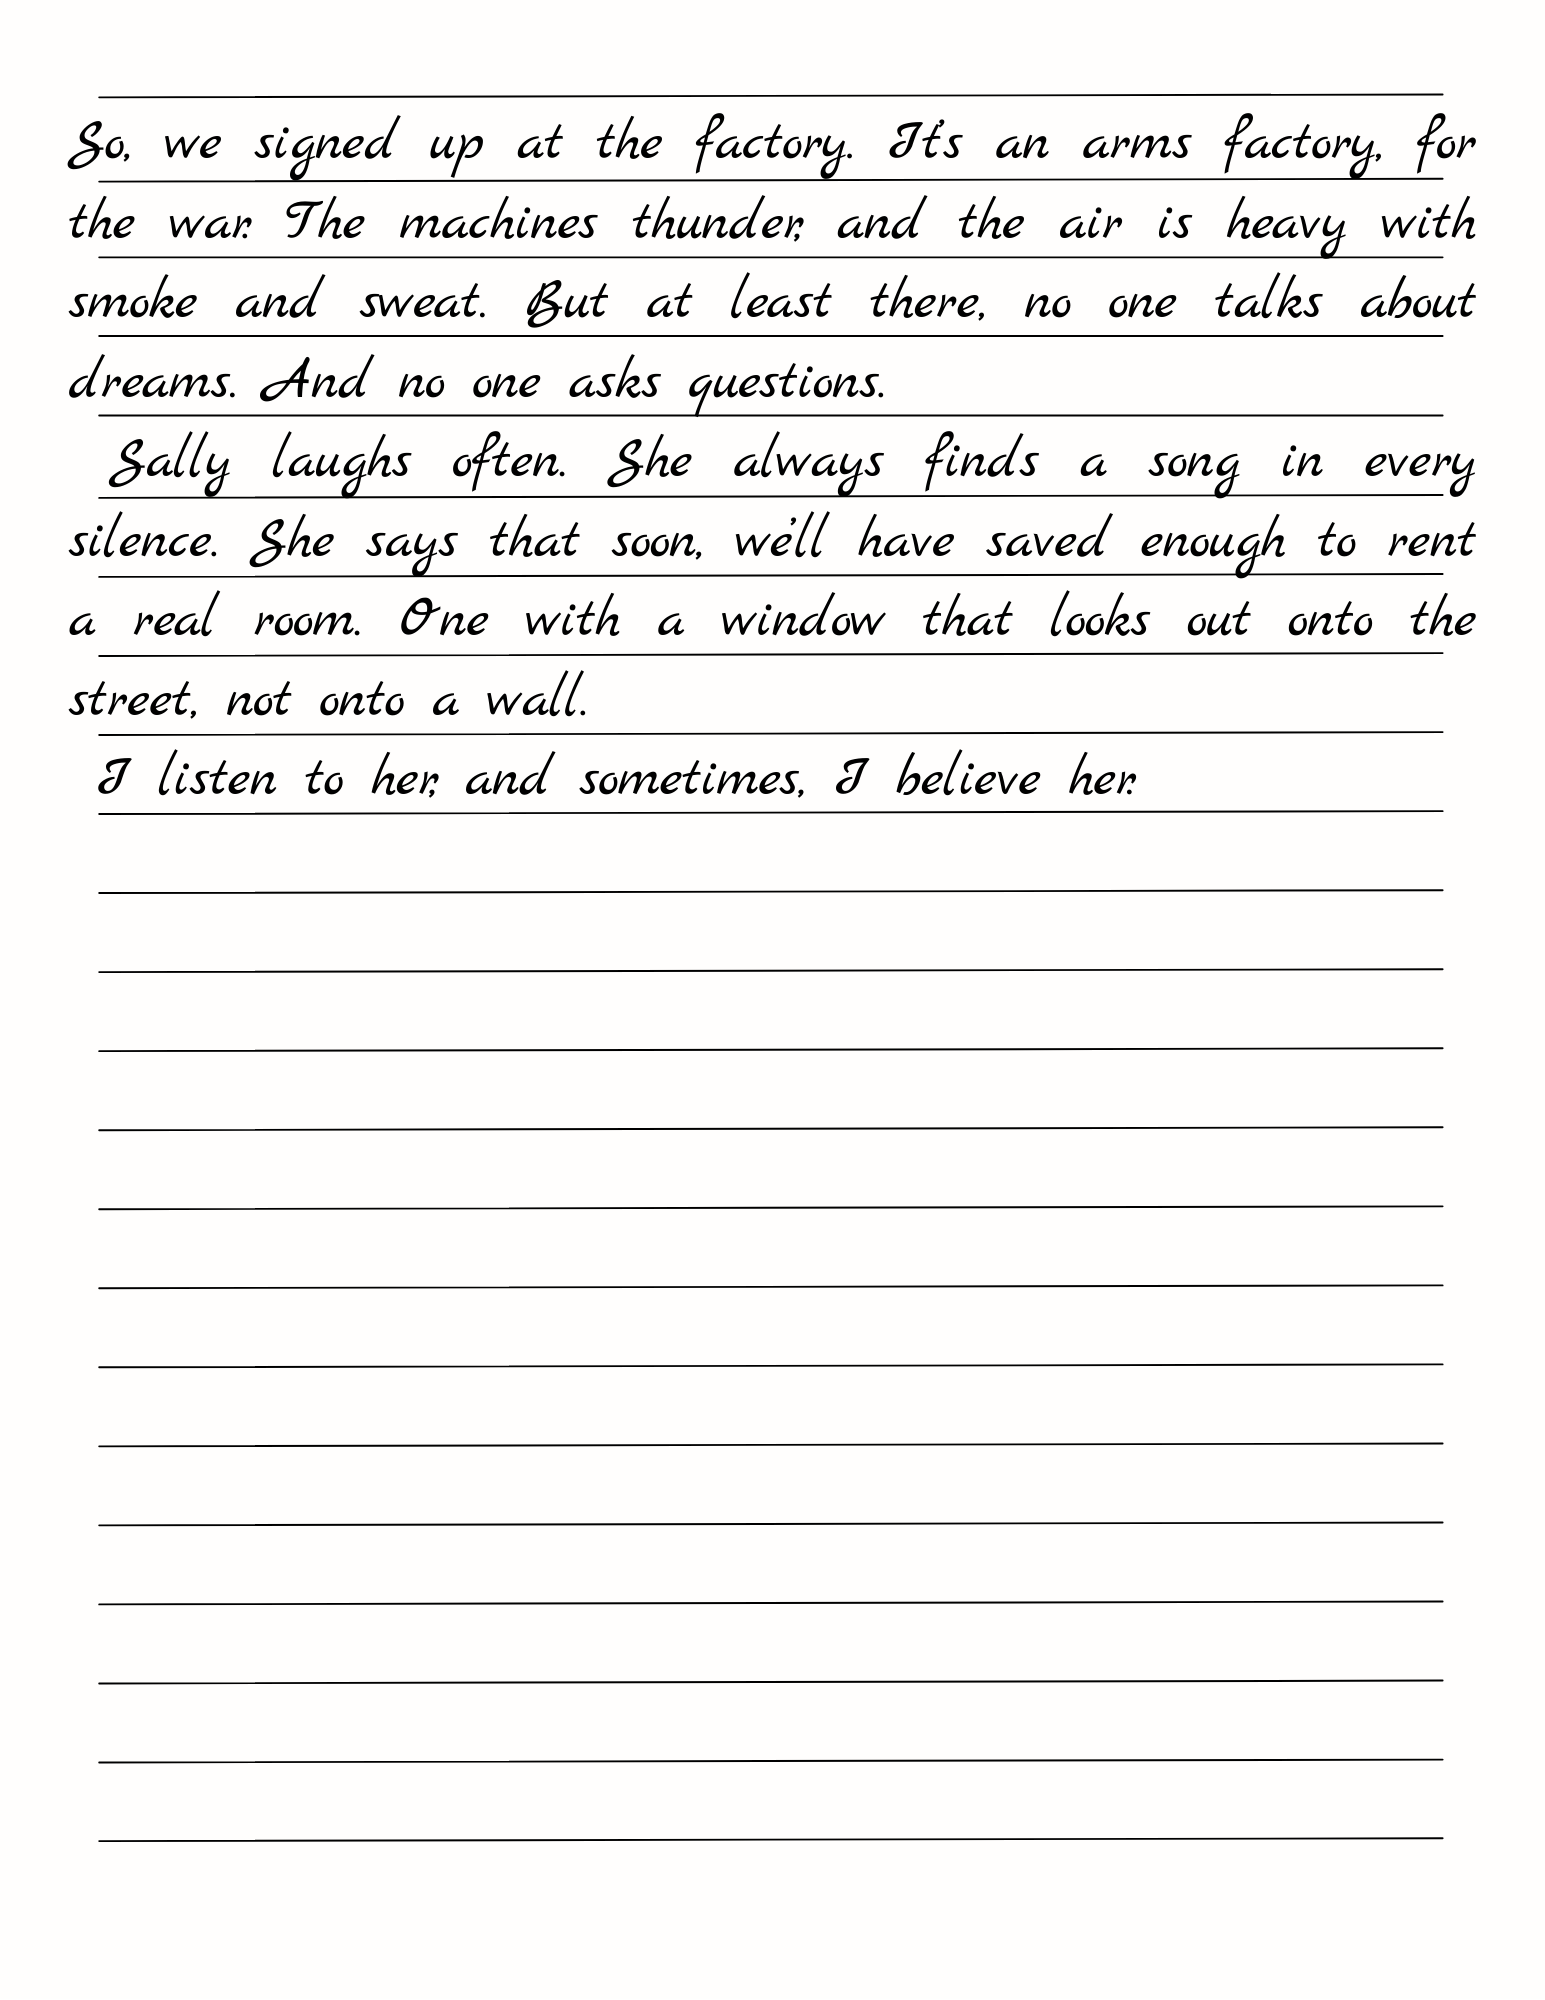 So, we signed up at the factory. It's an arms factory, for
the war. The machines thunder, and the air is heavy with
smoke and sweat. But at least there, no one talks about
dreams. And no one asks questions.
Sally laughs often. She always finds a song in every
silence. She says that soon, we'll have saved enough to rent
a real room. One with a window that looks out onto the
street, not onto a wall.
I listen to her, and sometimes, I believe her.